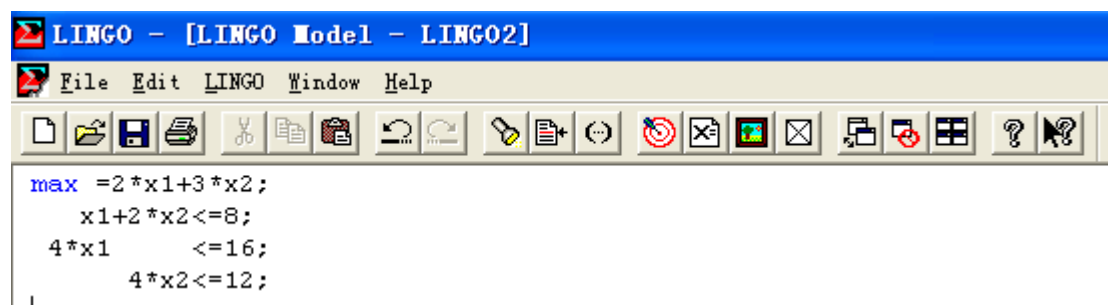 LINGO - [LINGO Model - LINGO2]
File Edit LINGO Window Help
max =2*x1+3*x2;
x1+2*x2<=8;
4*x1 <=16;
4*x2<=12;